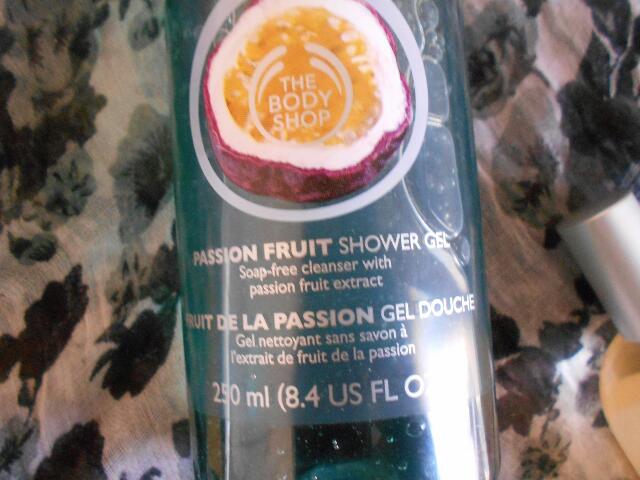 THE
BODY
SHOP
PASSION FRUIT SHOWER GEL
Soap-free cleanser with
passion fruit extract
FRUIT DE LA PASSION GEL DOUCHE
Gel nettoyant sans savon à
l'extrait de fruit de la passion
250 ml (8.4 US FL O